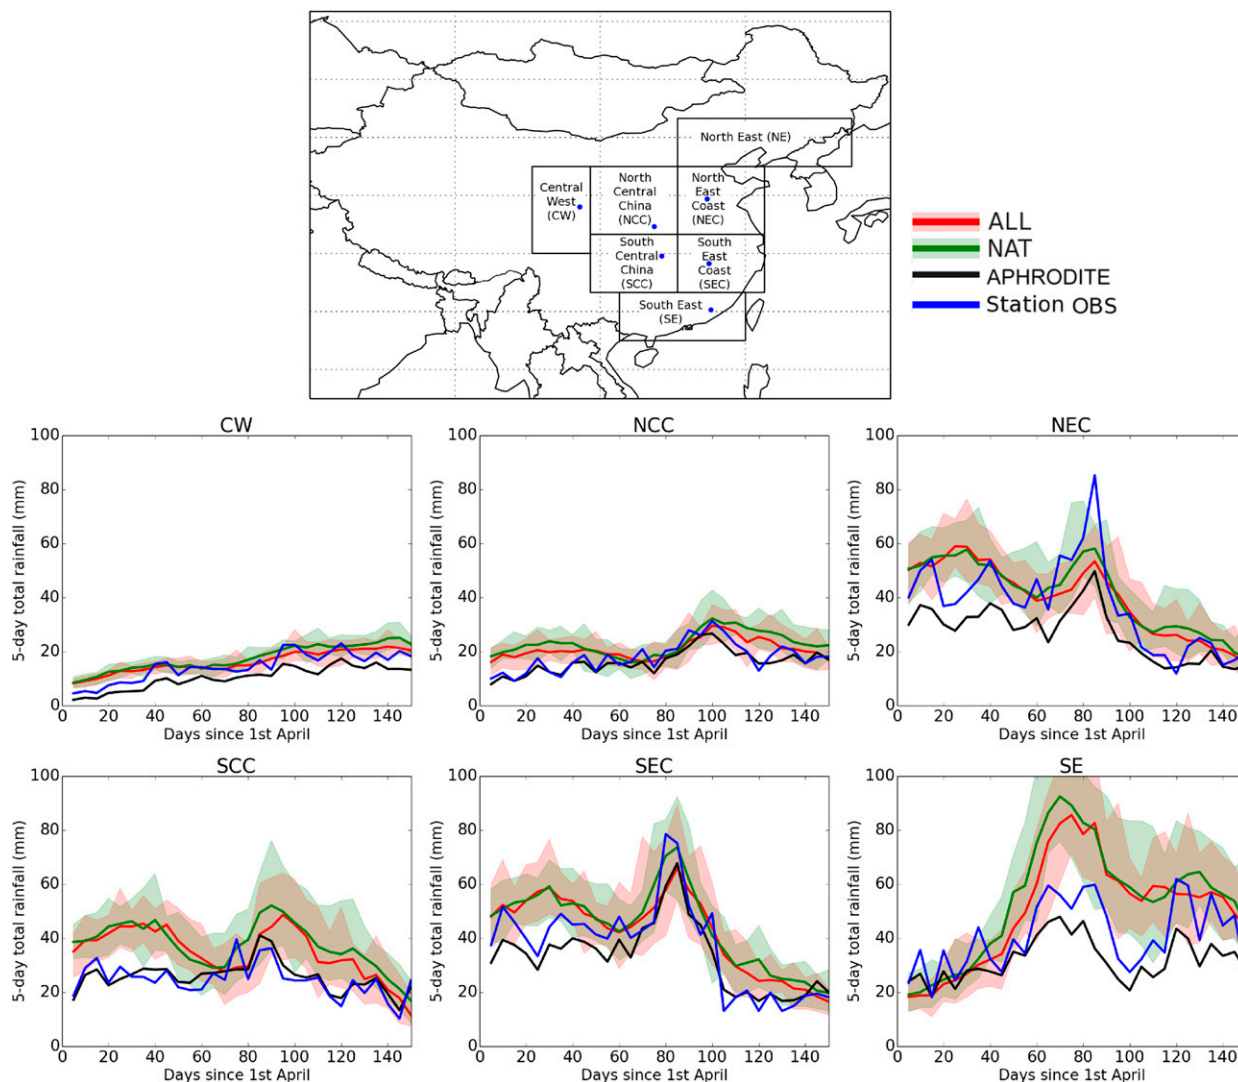 North East (NE)
Central
West
(CW)
North
Central
China
(NCC)
North
East
Coast
(NEC)
South
Central
China
(SCC)
South
East
Coast
(SEC)
South East
(SE)
ALL
NAT
APHRODITE
Station OBS
CW
5-day total rainfall (mm)
100
80
60
40
20
0
0 20 40 60 80 100 120 140
Days since 1st April
NCC
5-day total rainfall (mm)
100
80
60
40
20
0
0 20 40 60 80 100 120 140
Days since 1st April
NEC
5-day total rainfall (mm)
100
80
60
40
20
0
0 20 40 60 80 100 120 140
Days since 1st April
SCC
5-day total rainfall (mm)
100
80
60
40
20
0
0 20 40 60 80 100 120 140
Days since 1st April
SEC
5-day total rainfall (mm)
100
80
60
40
20
0
0 20 40 60 80 100 120 140
Days since 1st April
SE
5-day total rainfall (mm)
100
80
60
40
20
0
0 20 40 60 80 100 120 140
Days since 1st April